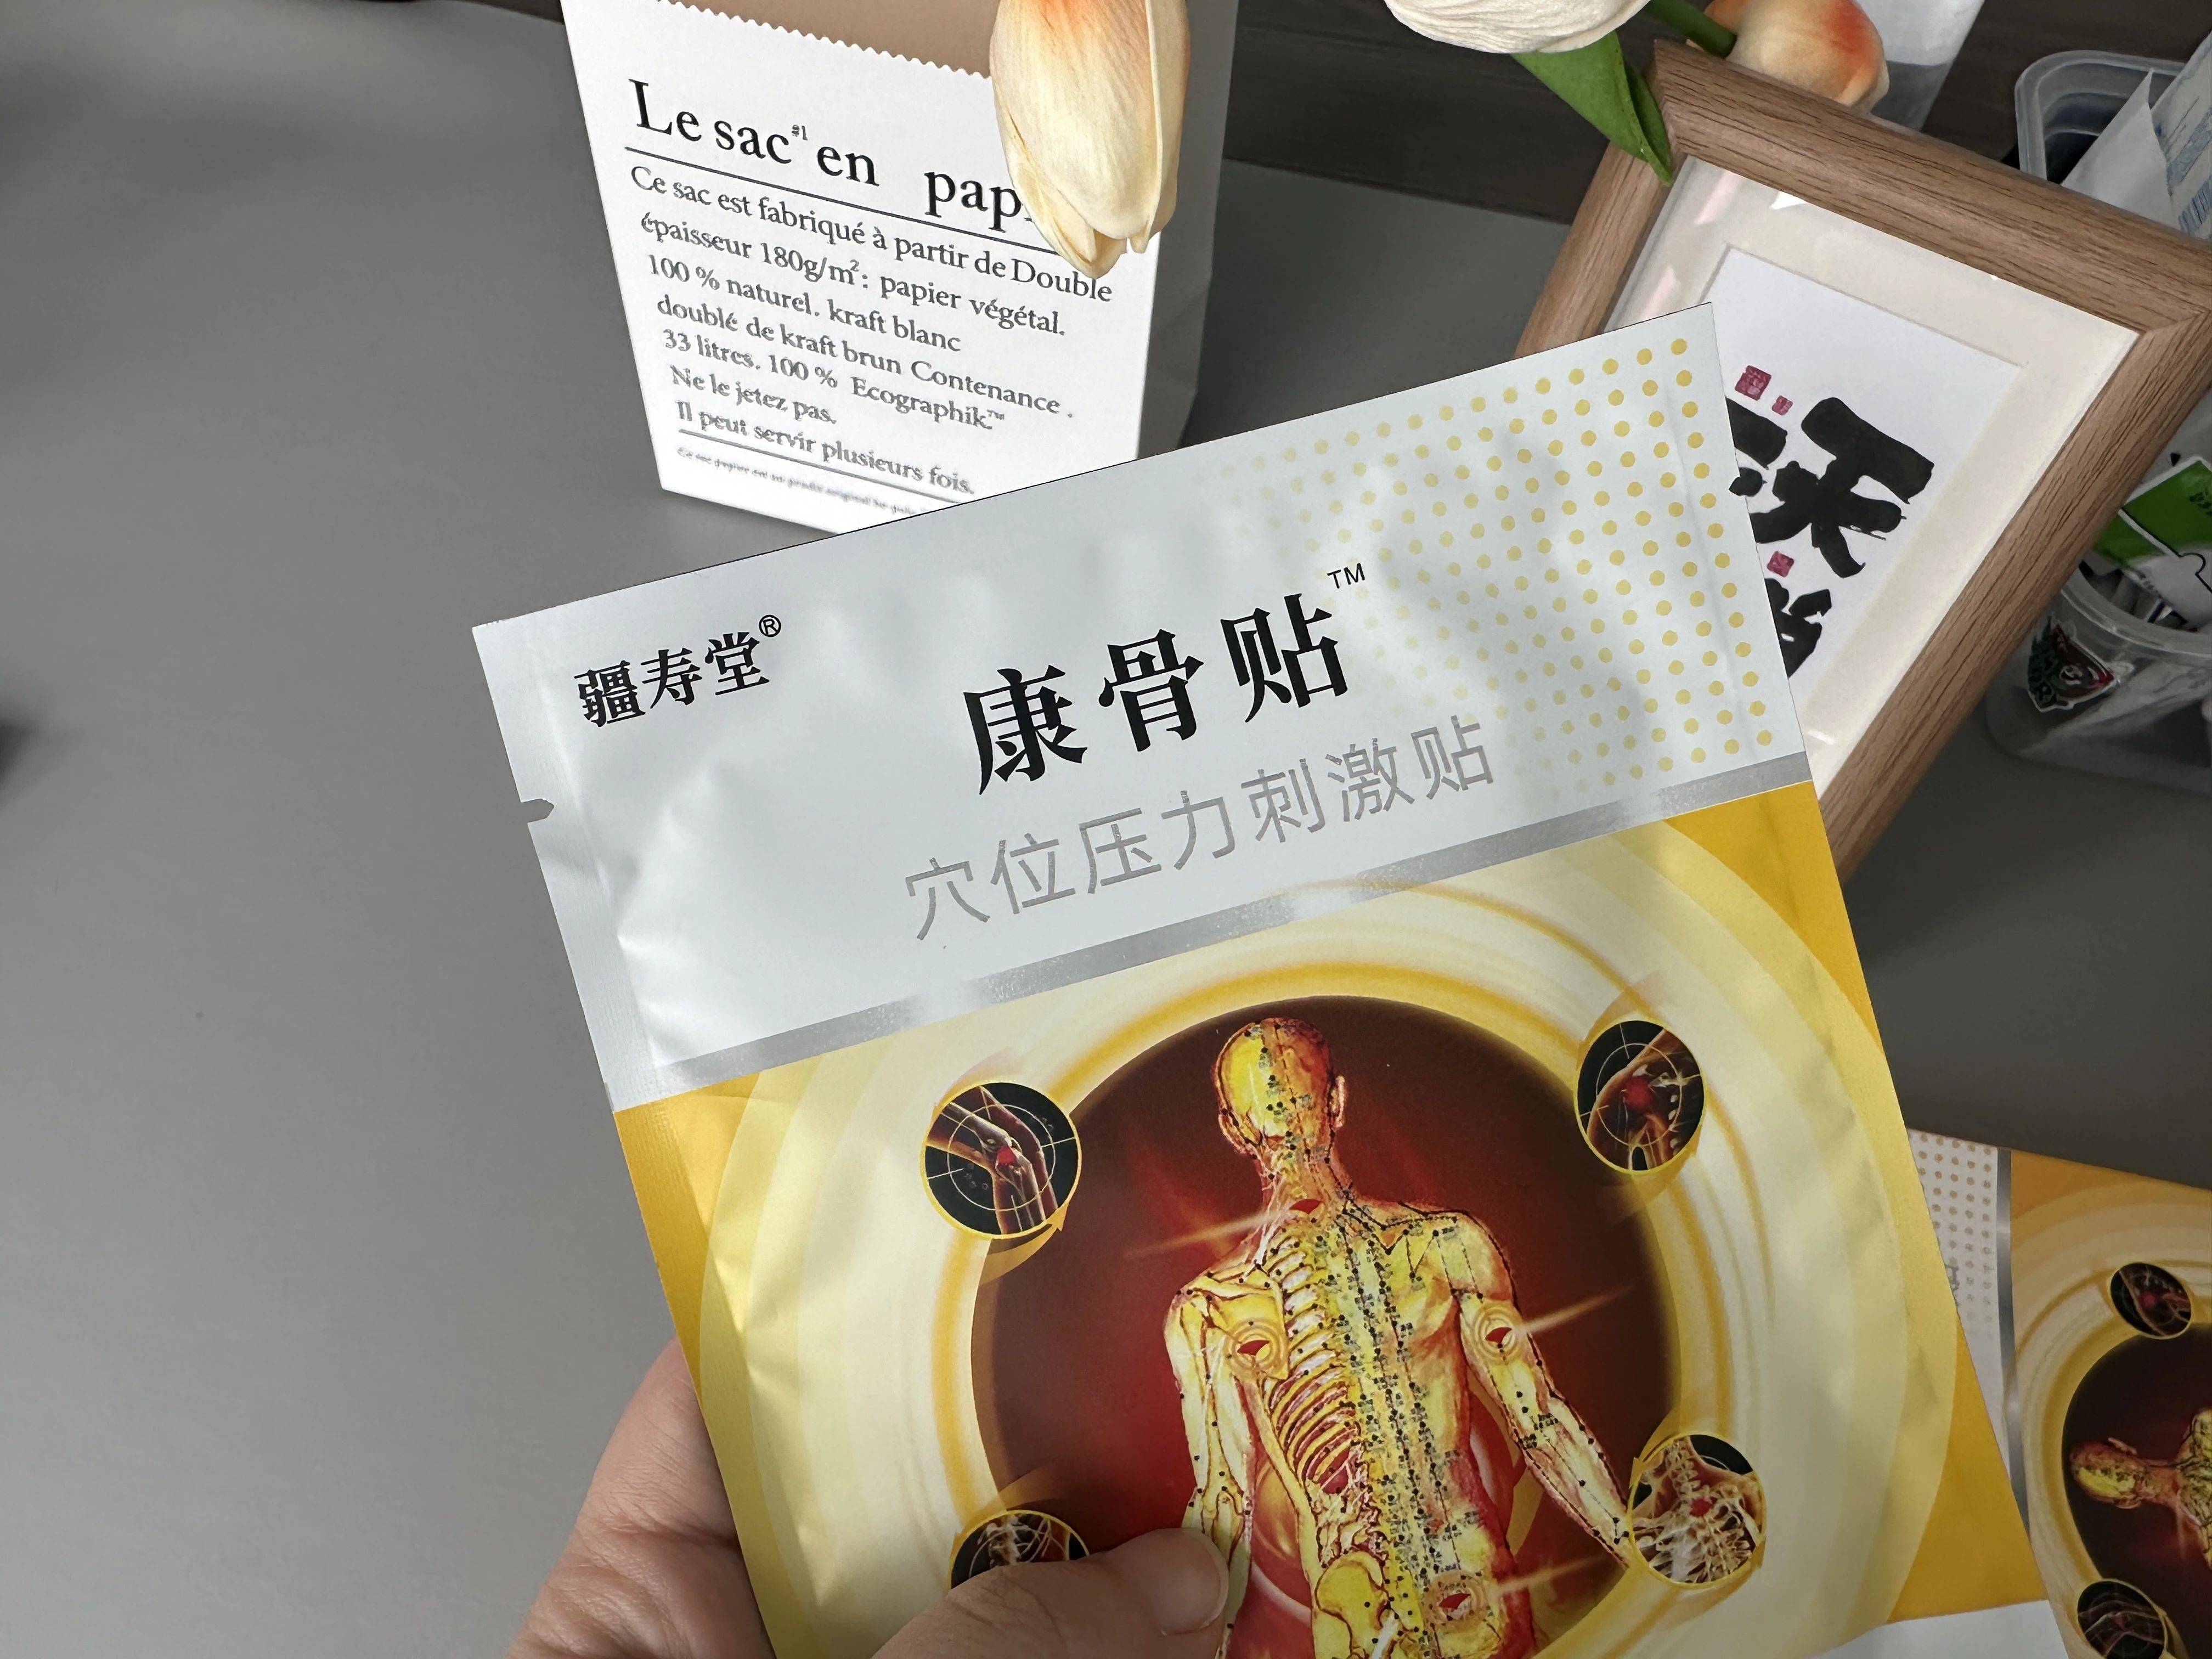 Le sac#1 en
Ce sac est fabriqué à partir de Double
épaisseur 180g/m²: papier végétal.
100 % naturel. kraft blanc
doublé de kraft brun Contenance .
33 litres. 100 % Ecographik™
Ne le jetez pas.
Il peut servir plusieurs fois.
疆寿堂®
康骨贴™
穴位压力刺激贴